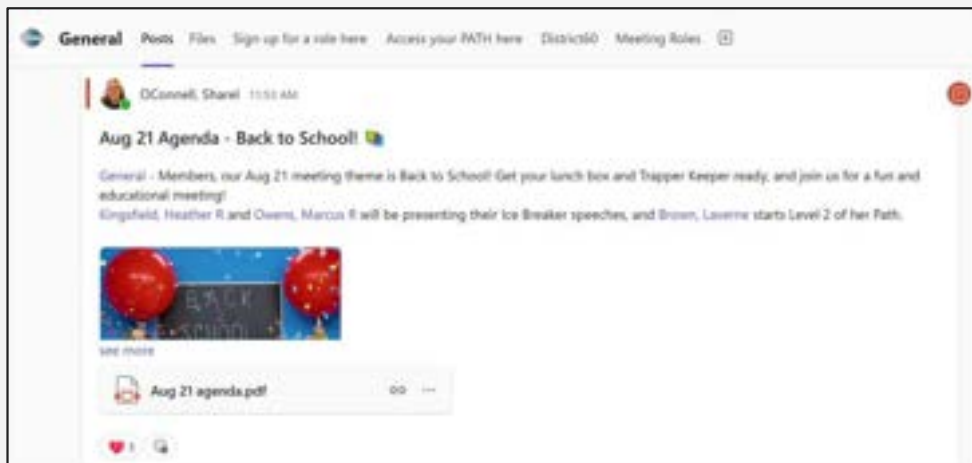 General Posts Files Sign up for a role here Access your PATH here District60 Meeting Roles
OConnell, Sharel 11:53 AM
Aug 21 Agenda - Back to School!
General - Members, our Aug 21 meeting theme is Back to School! Get your lunch box and Trapper Keeper ready, and join us for a fun and
educational meeting!
Kingsfield, Heather R and Owens, Marcus R will be presenting their Ice Breaker speeches, and Brown, Laverne starts Level 2 of her Path.
BACK
SCHOOL
see more
Aug 21 agenda.pdf